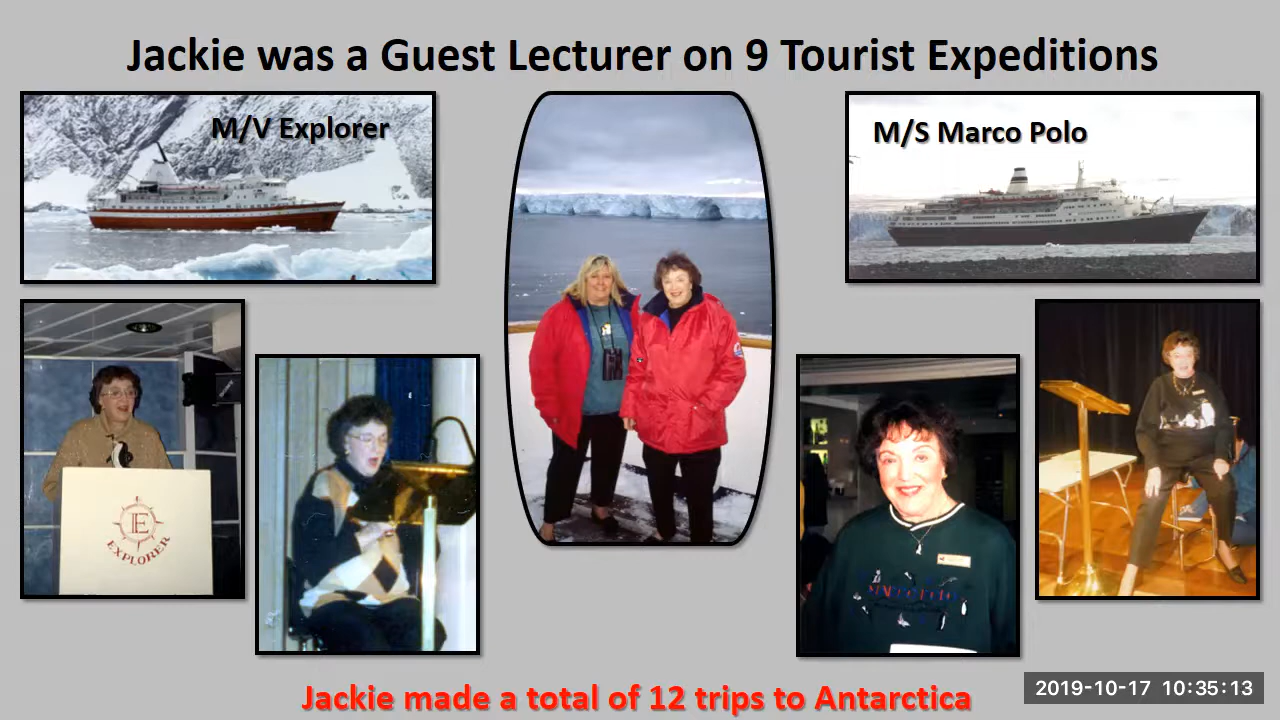 Jackie was a Guest Lecturer on 9 Tourist Expeditions
M/V Explorer
M/S Marco Polo
E
EXPLORER
Jackie made a total of 12 trips to Antarctica
2019-10-17 10:35:13